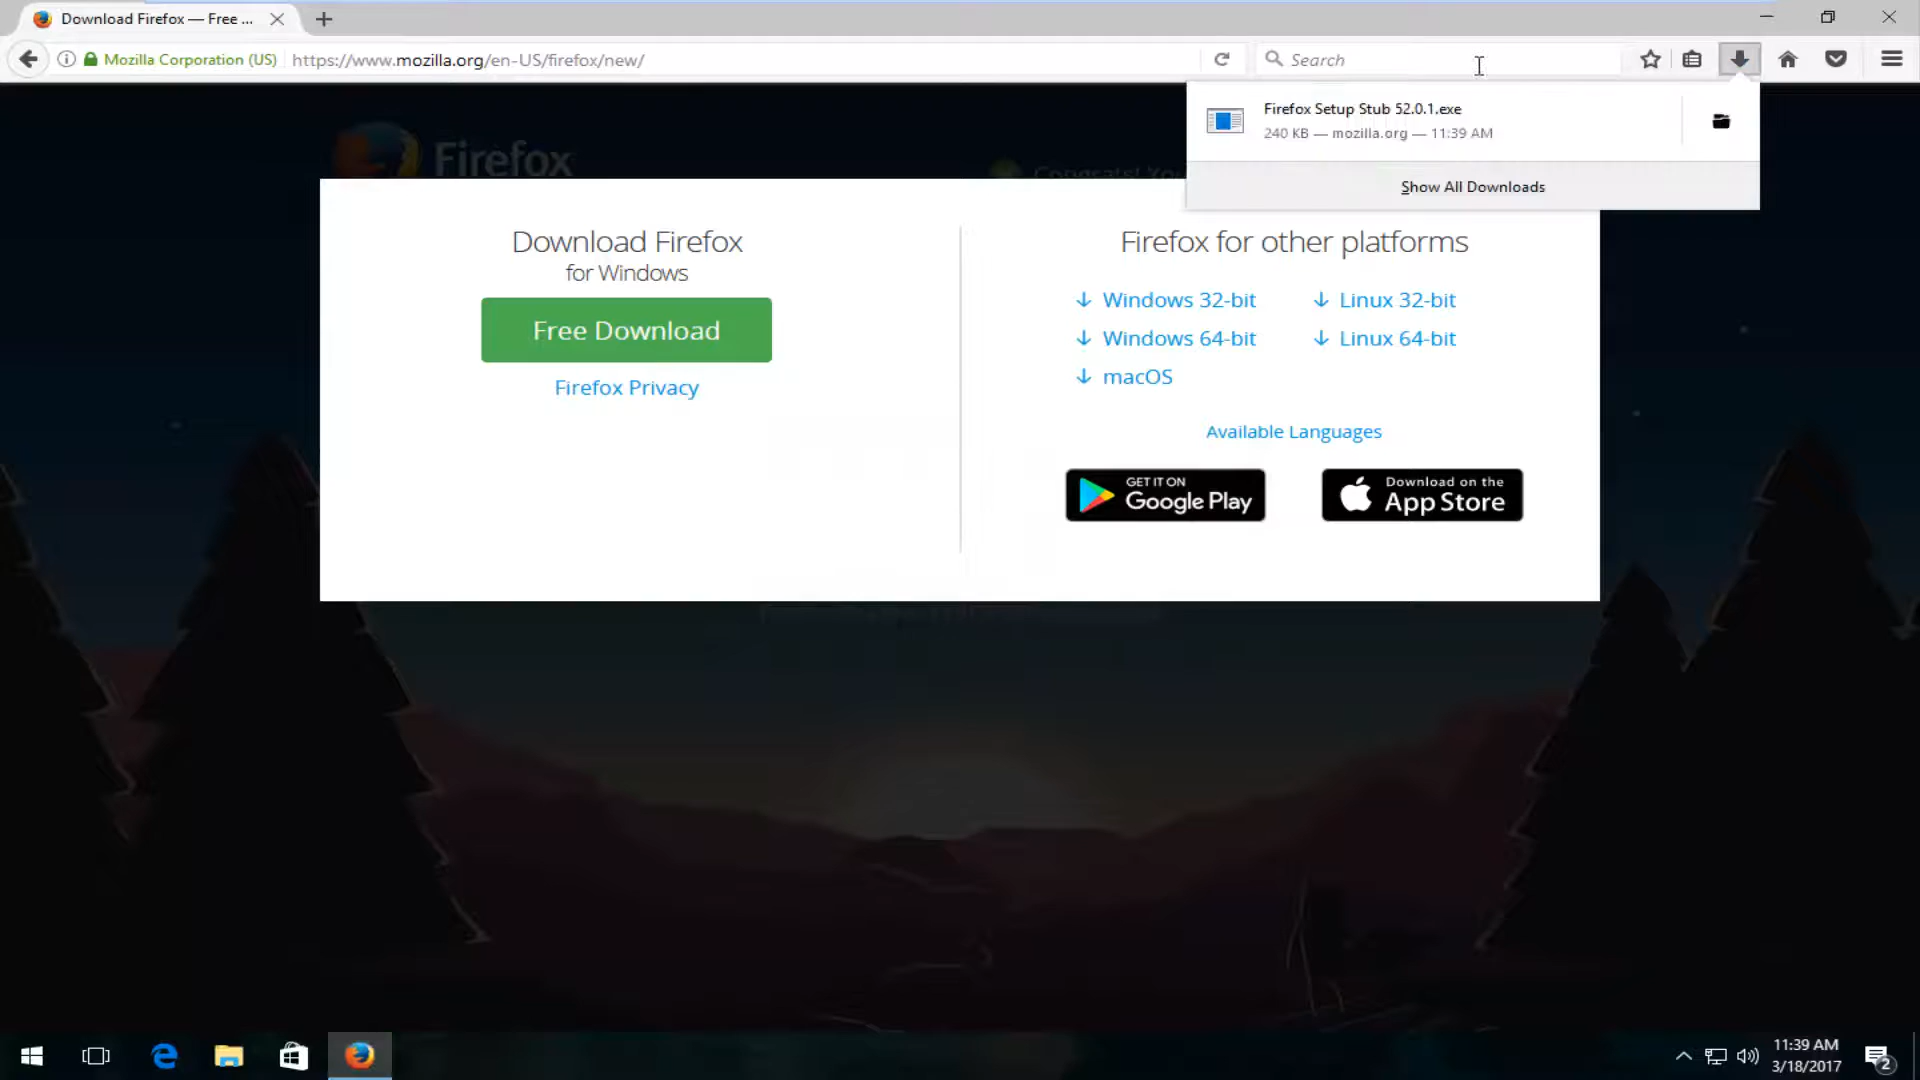 Download Firefox — Free ...
Mozilla Corporation (US)
https://www.mozilla.org/en-US/firefox/new/
Search
Firefox Setup Stub 52.0.1.exe
240 KB — mozilla.org — 11:39 AM
Show All Downloads
Firefox
Congrats! You
Download Firefox
for Windows
Free Download
Firefox Privacy
Firefox for other platforms
Windows 32-bit
Linux 32-bit
Windows 64-bit
Linux 64-bit
macOS
Available Languages
GET IT ON
Google Play
Download on the
App Store
11:39 AM
3/18/2017
2